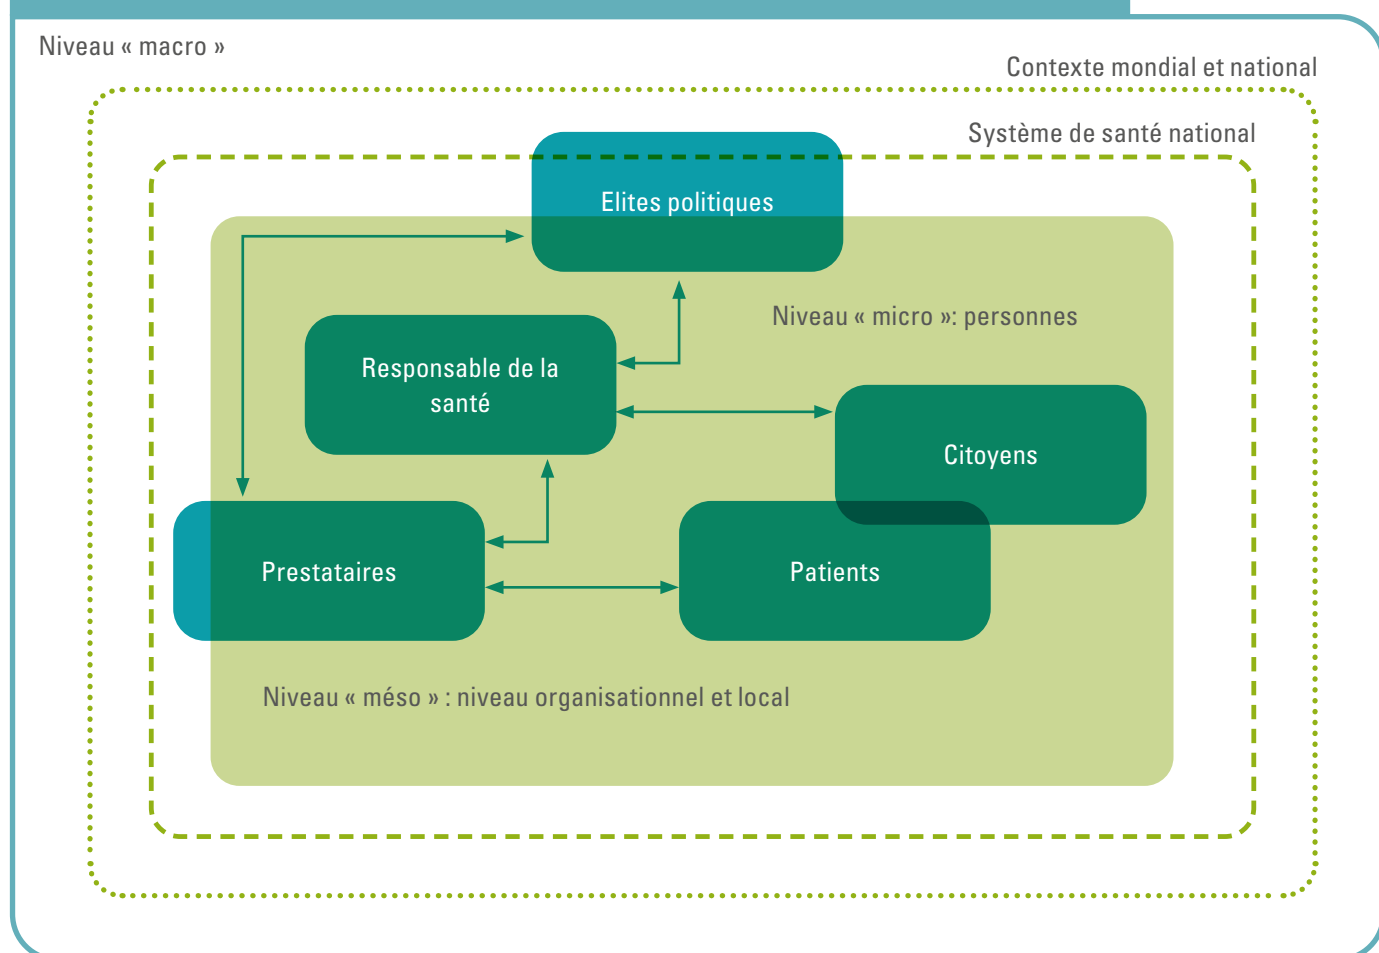 Niveau « macro »
Contexte mondial et national
Système de santé national
Elites politiques
Niveau « micro »: personnes
Responsable de la
santé
Citoyens
Prestataires
Patients
Niveau « méso » : niveau organisationnel et local